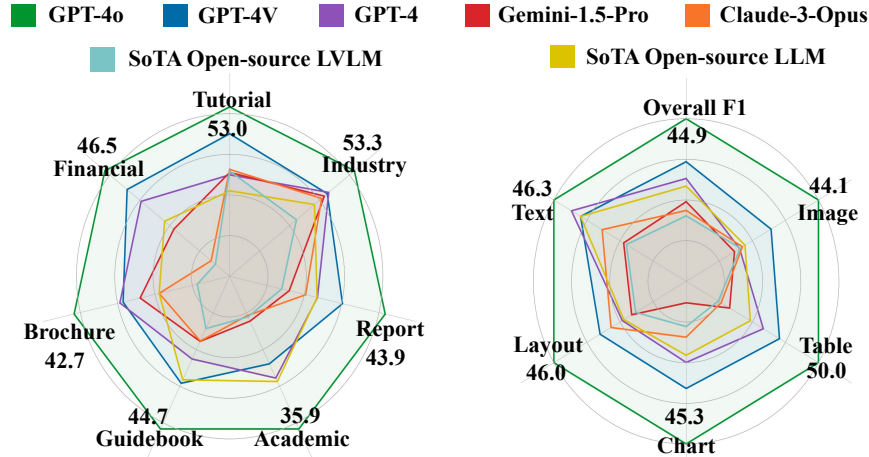 GPT-4o GPT-4V GPT-4 Gemini-1.5-Pro Claude-3-Opus
SoTA Open-source LVLM SoTA Open-source LLM
Tutorial
53.0
53.3
Industry
Report
43.9
35.9
Academic
44.7
Guidebook
Brochure
42.7
46.5
Financial
Overall F1
44.9
44.1
Image
Table
50.0
45.3
Chart
Layout
46.0
46.3
Text